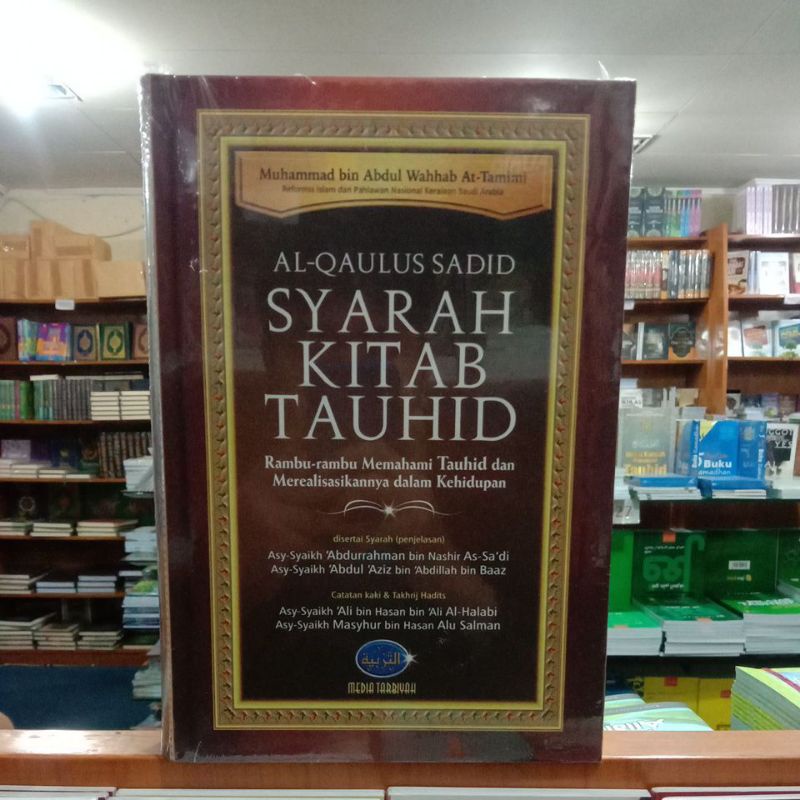 Muhammad bin Abdul Wahhab At-Tamimi
Reformis Islam dan Pahlawan Nasional Kerajaan Saudi Arabia
AL-QAULUS SADID
SYARAH
KITAB
TAUHID
Rambu-rambu Memahami Tauhid dan
Merealisasikannya dalam Kehidupan
disertai Syarah (penjelasan)
Asy-Syaikh 'Abdurrahman bin Nashir As-Sa'di
Asy-Syaikh 'Abdul 'Aziz bin 'Abdillah bin Baaz
Catatan kaki & Takhrij Hadits
Asy-Syaikh 'Ali bin Hasan bin 'Ali Al-Halabi
Asy-Syaikh Masyhur bin Hasan Alu Salman
التربية
MEDIA TARBIYAH
Buku